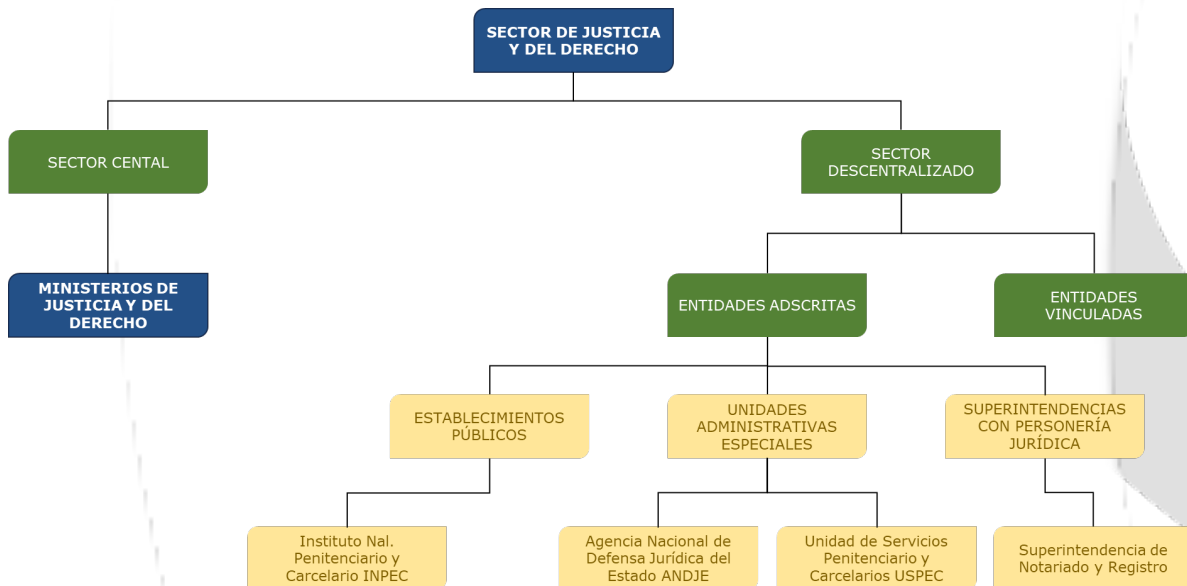 SECTOR DE JUSTICIA
Y DEL DERECHO
SECTOR CENTAL
SECTOR
DESCENTRALIZADO
MINISTERIOS DE
JUSTICIA Y DEL
DERECHO
ENTIDADES ADSCRITAS
ENTIDADES
VINCULADAS
ESTABLECIMIENTOS
PÚBLICOS
UNIDADES
ADMINISTRATIVAS
ESPECIALES
SUPERINTENDENCIAS
CON PERSONERÍA
JURÍDICA
Instituto Nal.
Penitenciario y
Carcelario INPEC
Agencia Nacional de
Defensa Jurídica del
Estado ANDJE
Unidad de Servicios
Penitenciario y
Carcelarios USPEC
Superintendencia de
Notariado y Registro